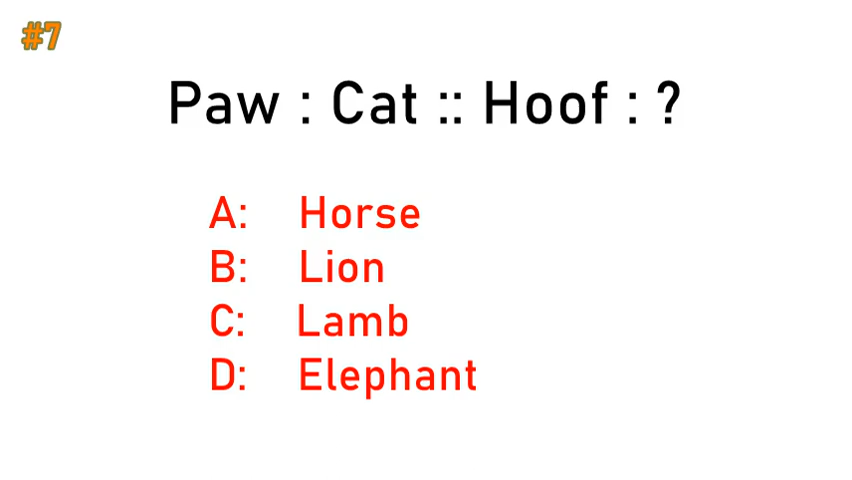 #7
Paw : Cat :: Hoof : ?
A: Horse
B: Lion
C: Lamb
D: Elephant